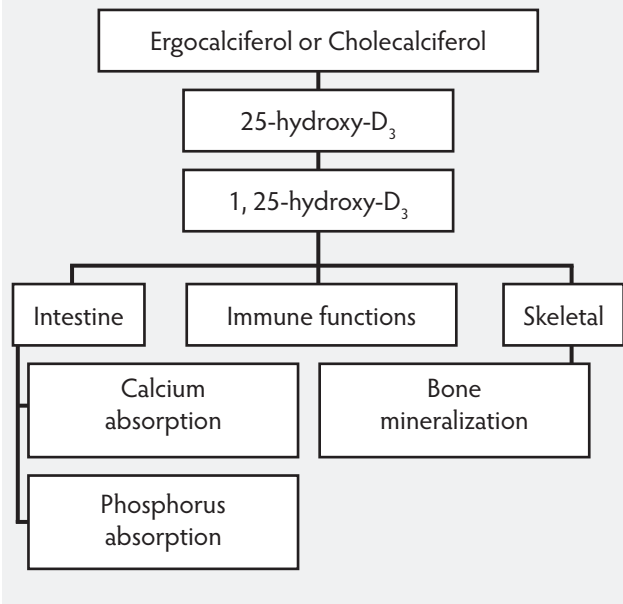 Ergocalciferol or Cholecalciferol
25-hydroxy-D₃
1, 25-hydroxy-D₃
Intestine
Immune functions
Skeletal
Calcium
absorption
Bone
mineralization
Phosphorus
absorption